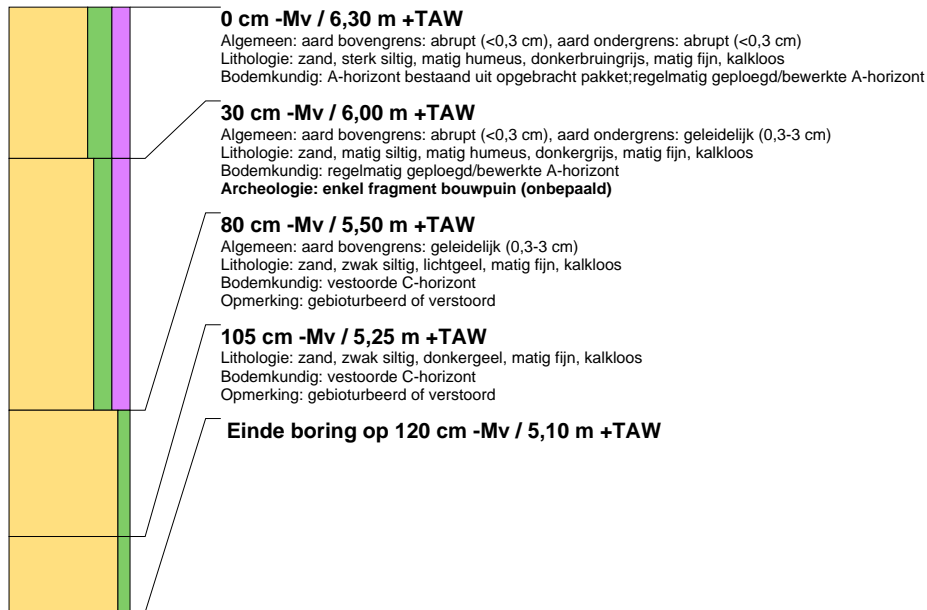 0 cm -Mv / 6,30 m +TAW
Algemeen: aard bovengrens: abrupt (<0,3 cm), aard ondergrens: abrupt (<0,3 cm)
Lithologie: zand, sterk siltig, matig humeus, donkerbruingrijs, matig fijn, kalkloos
Bodemkundig: A-horizont bestaand uit opgebracht pakket;regelmatig geploegd/bewerkte A-horizont
30 cm -Mv / 6,00 m +TAW
Algemeen: aard bovengrens: abrupt (<0,3 cm), aard ondergrens: geleidelijk (0,3-3 cm)
Lithologie: zand, matig siltig, matig humeus, donkergrijs, matig fijn, kalkloos
Bodemkundig: regelmatig geploegd/bewerkte A-horizont
Archeologie: enkel fragment bouwpuin (onbepaald)
80 cm -Mv / 5,50 m +TAW
Algemeen: aard bovengrens: geleidelijk (0,3-3 cm)
Lithologie: zand, zwak siltig, lichtgeel, matig fijn, kalkloos
Bodemkundig: vestoorde C-horizont
Opmerking: gebioturbeerd of verstoord
105 cm -Mv / 5,25 m +TAW
Lithologie: zand, zwak siltig, donkergeel, matig fijn, kalkloos
Bodemkundig: vestoorde C-horizont
Opmerking: gebioturbeerd of verstoord
Einde boring op 120 cm -Mv / 5,10 m +TAW